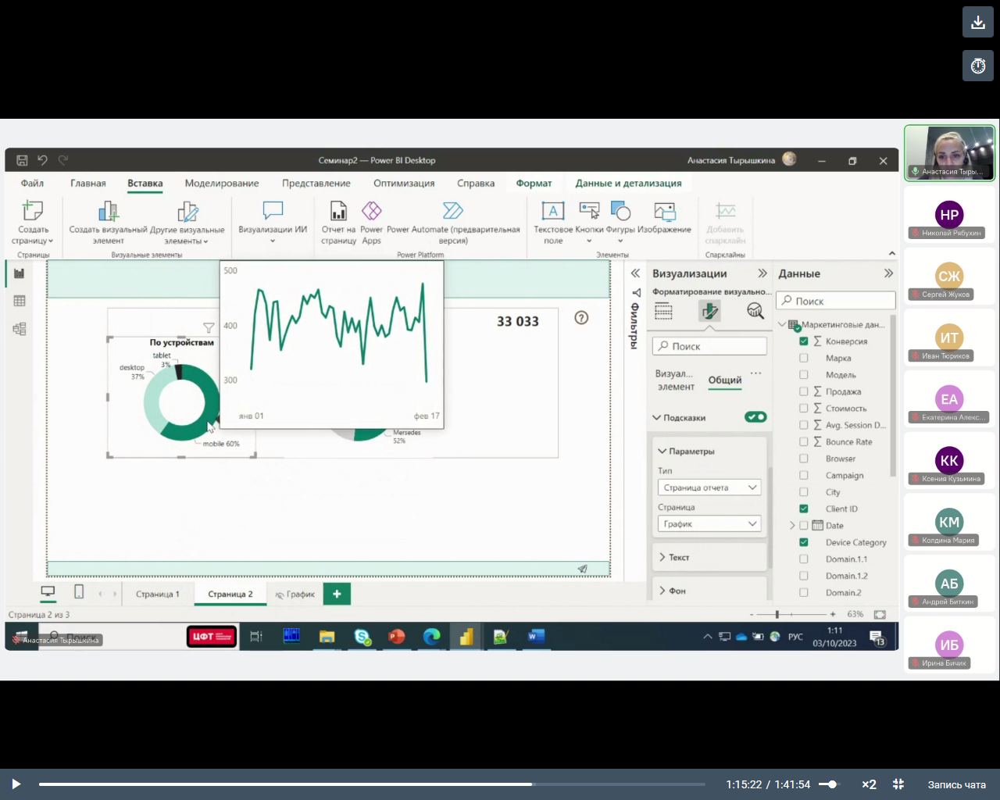 Семинар2 — Power BI Desktop
Анастасия Тырышкина
Файл Главная Вставка Моделирование Представление Оптимизация Справка Формат Данные и детализация
Создать страницу
Создать визуальный элемент
Другие визуальные элементы
Визуализации ИИ
Отчет на страницу
Power Apps
Power Automate (предварительная версия)
Текстовое поле
Кнопки
Фигуры
Изображение
Добавить спарклайн
Страницы
Визуальные элементы
Power Platform
Элементы
Спарклайны
500
400
300
янв 01
фев 17
33 033
По устройствам
tablet
3%
desktop
37%
mobile 60%
Mersedes
52%
Фильтры
Визуализации
Форматирование визуально...
Поиск
Визуал... элемент
Общий
...
Подсказки
Параметры
Тип
Страница отчета
Страница
График
Текст
Фон
Данные
Поиск
Маркетинговые дан...
Конверсия
Марка
Модель
Продажа
Стоимость
Avg. Session D...
Bounce Rate
Browser
Campaign
City
Client ID
Date
Device Category
Domain.1.1
Domain.1.2
Domain.2
Страница 1
Страница 2
График
Страница 2 из 3
63%
Поиск
Анастасия Тырышкина
ЦФТ
РУС
1:11
03/10/2023
13
Анастасия Тыры...
НР
Николай Рябухин
СЖ
Сергей Жуков
ИТ
Иван Тюриков
ЕА
Екатерина Алекс...
КК
Ксения Кузьмина
КМ
Колдина Мария
АБ
Андрей Биткин
ИБ
Ирина Бичик
1:15:22 / 1:41:54
×2
Запись чата